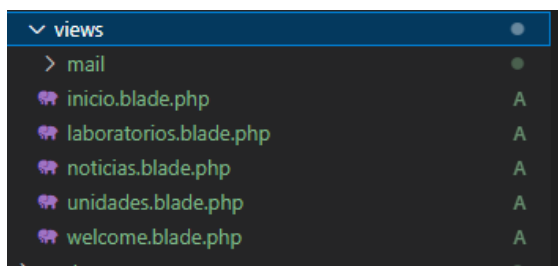 views
mail
inicio.blade.php A
laboratorios.blade.php A
noticias.blade.php A
unidades.blade.php A
welcome.blade.php A